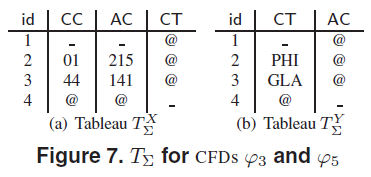 id CC AC CT id CT AC
1 - - @ 1 - @
2 01 215 @ 2 PHI @
3 44 141 @ 3 GLA @
4 @ @ - 4 @ -
(a) Tableau T_Σ^X (b) Tableau T_Σ^Y
Figure 7. T_Σ for CFDs φ3 and φ5